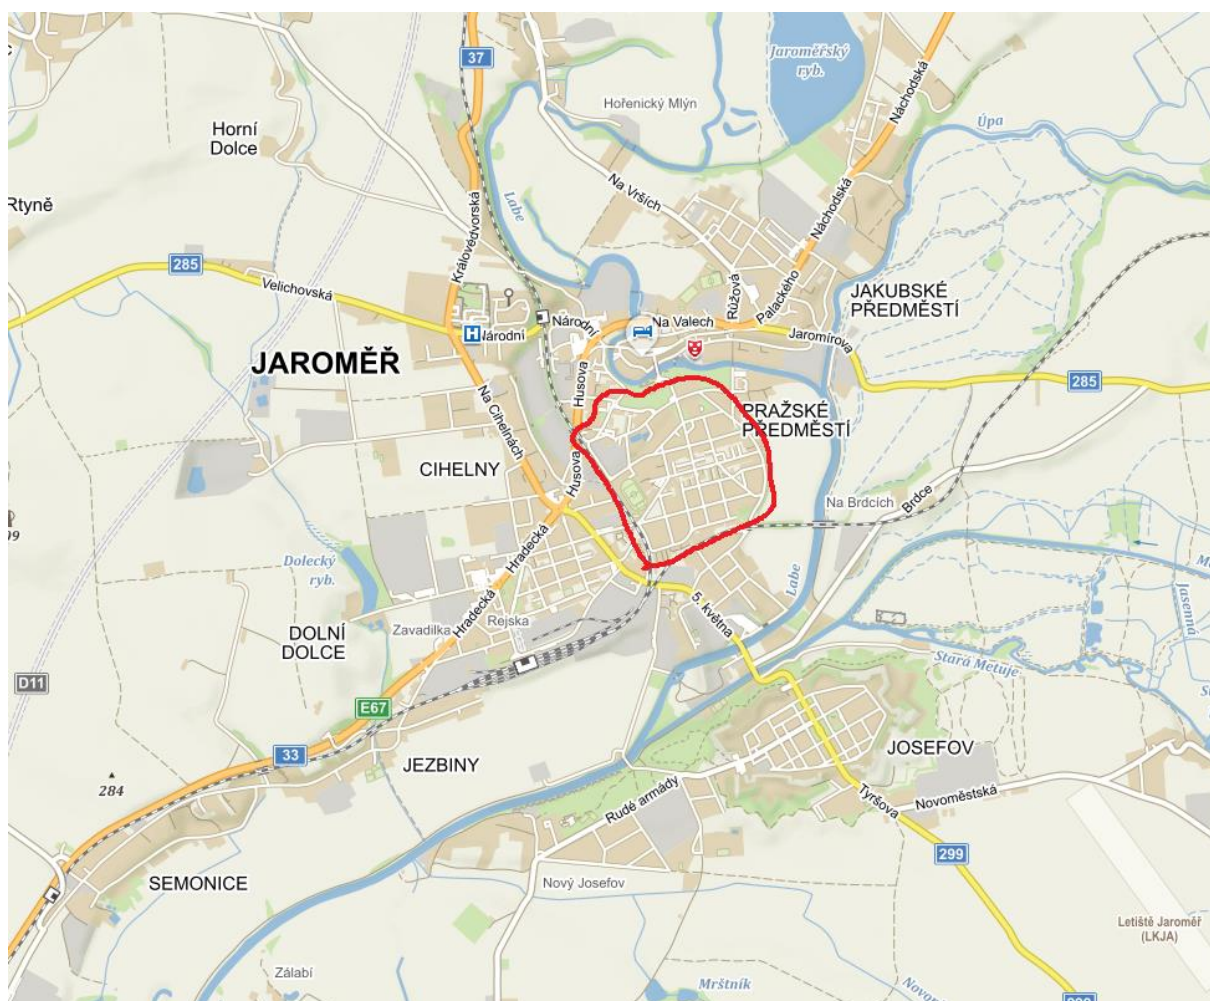 37
Jaroměřský
ryb.
Hořenický Mlýn
Náchodská
Horní
Dolce
Úpa
Na Vrších
Labe
Rtyně
Královédvorská
Náchodská
285
Velichovská
Růžová
Palackého
JAKUBSKÉ
PŘEDMĚSTÍ
Národní
Na Valech
H
Národní
Jaromírova
JAROMĚŘ
Husova
285
Na Cihelnách
PRAŽSKÉ
PŘEDMĚSTÍ
CIHELNY
Husova
Na Brdcích
Brdce
Hradecká
Dolecký
ryb.
Labe
Jasenná
Hradecká
Zavadilka
Rejska
5. května
DOLNÍ
DOLCE
Stará Metuje
D11
E67
33
JEZBINY
JOSEFOV
284
Rudé armády
Tyršova
Novoměstská
299
SEMONICE
Nový Josefov
Letiště Jaroměř
(LKJA)
Zálabí
Mrštník